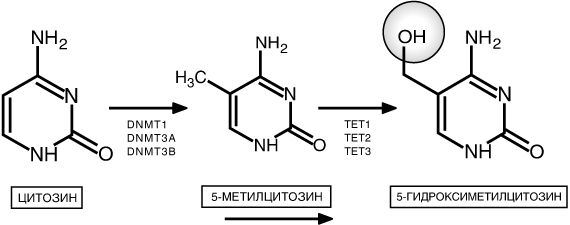 NH₂
N
NH
O
ЦИТОЗИН
DNMT1
DNMT3A
DNMT3B
H₃C
NH₂
N
NH
O
5-МЕТИЛЦИТОЗИН
TET1
TET2
TET3
OH
NH₂
N
NH
O
5-ГИДРОКСИМЕТИЛЦИТОЗИН